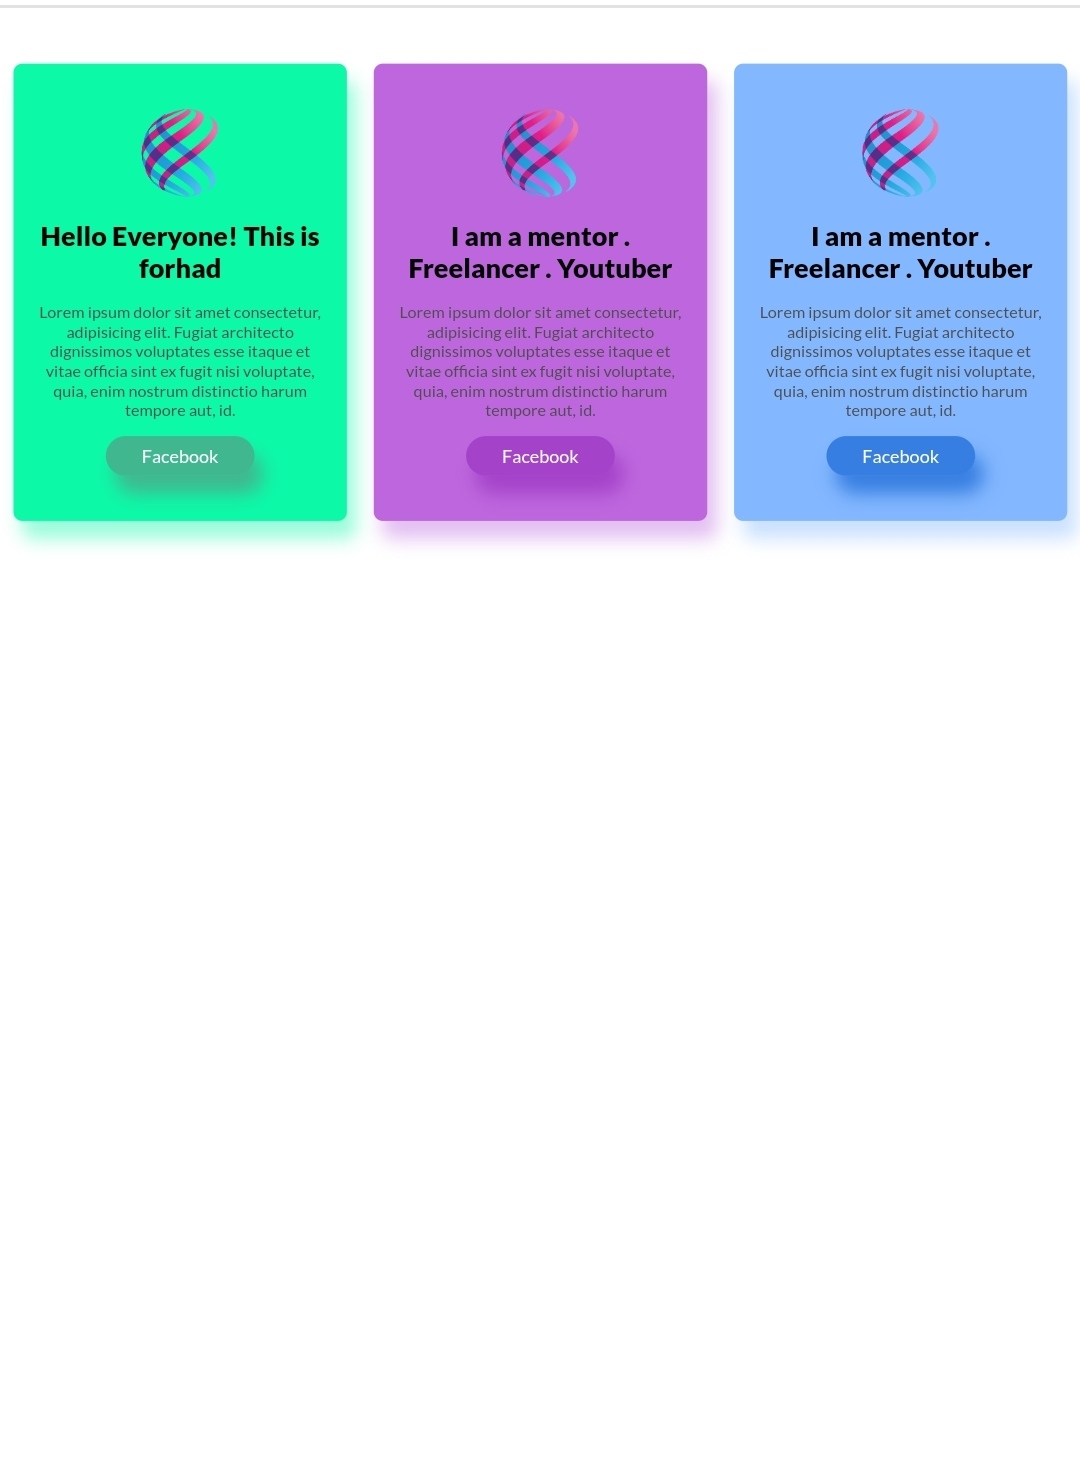 Hello Everyone! This is
forhad
Lorem ipsum dolor sit amet consectetur,
adipisicing elit. Fugiat architecto
dignissimos voluptates esse itaque et
vitae officia sint ex fugit nisi voluptate,
quia, enim nostrum distinctio harum
tempore aut, id.
Facebook
I am a mentor .
Freelancer . Youtuber
Lorem ipsum dolor sit amet consectetur,
adipisicing elit. Fugiat architecto
dignissimos voluptates esse itaque et
vitae officia sint ex fugit nisi voluptate,
quia, enim nostrum distinctio harum
tempore aut, id.
Facebook
I am a mentor .
Freelancer . Youtuber
Lorem ipsum dolor sit amet consectetur,
adipisicing elit. Fugiat architecto
dignissimos voluptates esse itaque et
vitae officia sint ex fugit nisi voluptate,
quia, enim nostrum distinctio harum
tempore aut, id.
Facebook